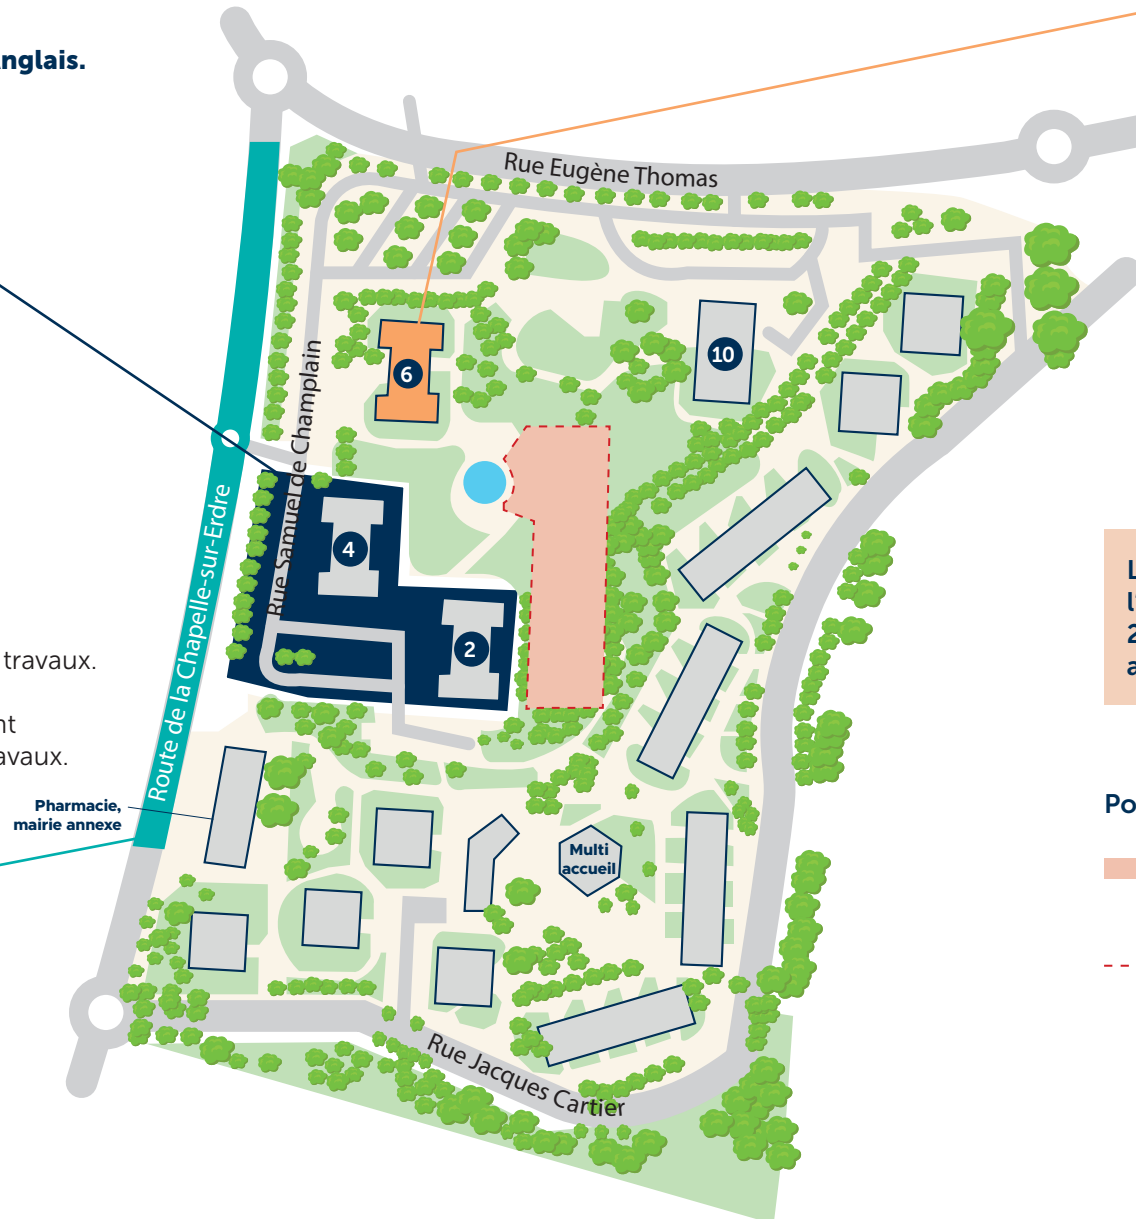 nglais.
Rue Eugène Thomas
Rue Samuel de Champlain
6
10
4
2
Route de la Chapelle-sur-Erdre
travaux.
nt
avaux.
Pharmacie,
mairie annexe
Multi
accueil
Rue Jacques Cartier
L
l'
2
a
Po